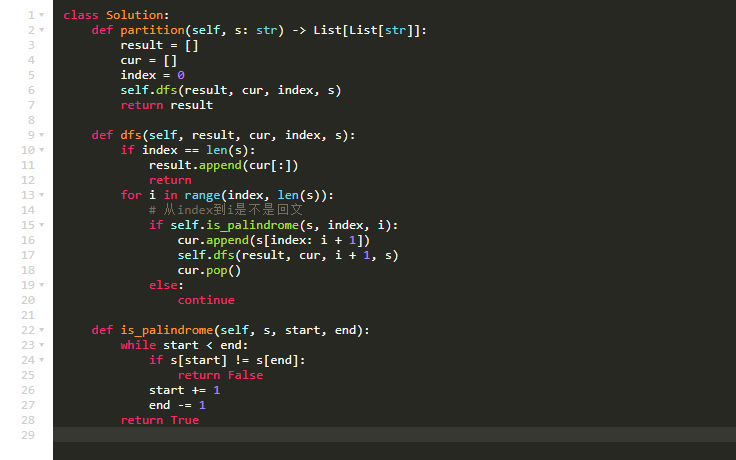 1 class Solution:
2     def partition(self, s: str) -> List[List[str]]:
3         result = []
4         cur = []
5         index = 0
6         self.dfs(result, cur, index, s)
7         return result
8
9     def dfs(self, result, cur, index, s):
10         if index == len(s):
11             result.append(cur[:])
12             return
13         for i in range(index, len(s)):
14             # 从index到i是不是回文
15             if self.is_palindrome(s, index, i):
16                 cur.append(s[index: i + 1])
17                 self.dfs(result, cur, i + 1, s)
18                 cur.pop()
19             else:
20                 continue
21
22     def is_palindrome(self, s, start, end):
23         while start < end:
24             if s[start] != s[end]:
25                 return False
26             start += 1
27             end -= 1
28         return True
29